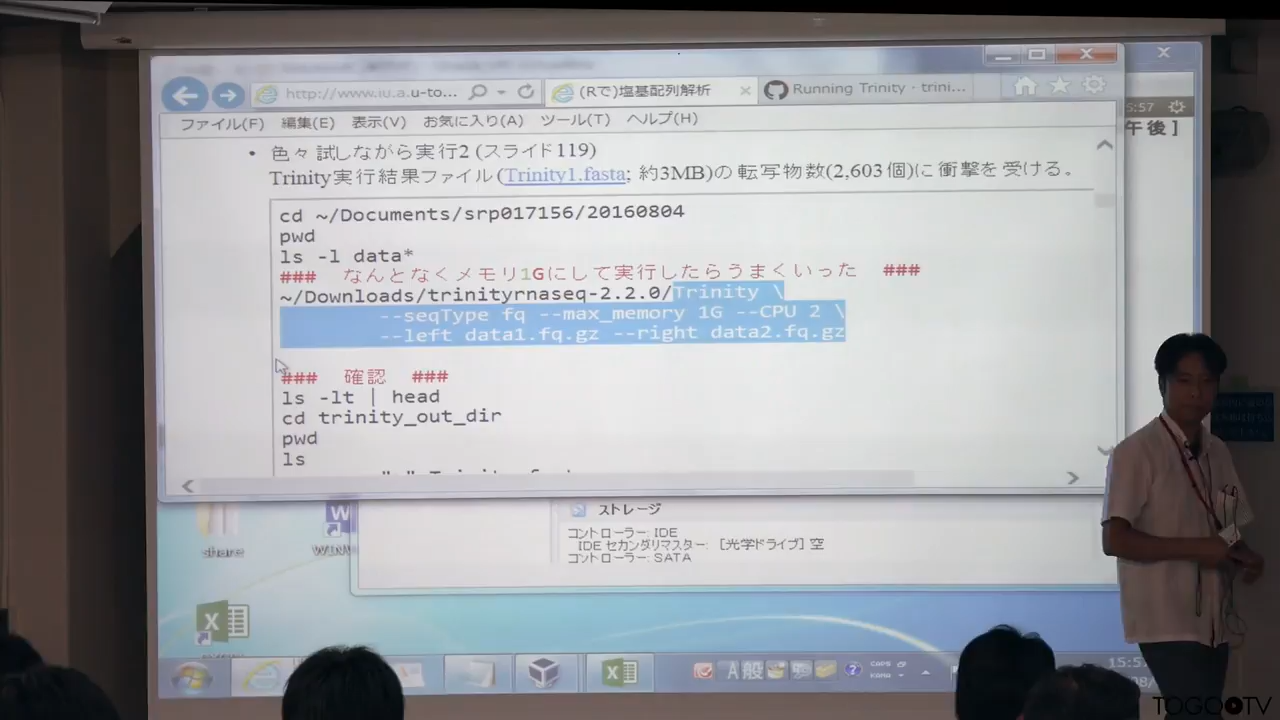 http://www.iu.a.u-to...
(Rで)塩基配列解析
Running Trinity · trini...
ファイル(F) 編集(E) 表示(V) お気に入り(A) ツール(T) ヘルプ(H)
5:57
午後]
• 色々試しながら実行2 (スライド119)
Trinity実行結果ファイル(Trinity1.fasta; 約3MB)の転写物数(2,603個)に衝撃を受ける。
cd ~/Documents/srp017156/20160804
pwd
ls -l data*
### なんとなくメモリ1Gにして実行したらうまくいった ###
~/Downloads/trinityrnaseq-2.2.0/Trinity \
--seqType fq --max_memory 1G --CPU 2 \
--left data1.fq.gz --right data2.fq.gz
### 確認 ###
ls -lt | head
cd trinity_out_dir
pwd
ls
ストレージ
コントローラー: IDE
IDE セカンダリマスター: [光学ドライブ] 空
コントローラー: SATA
share
A般
CAPS
KANA
15:57
TOGOTV